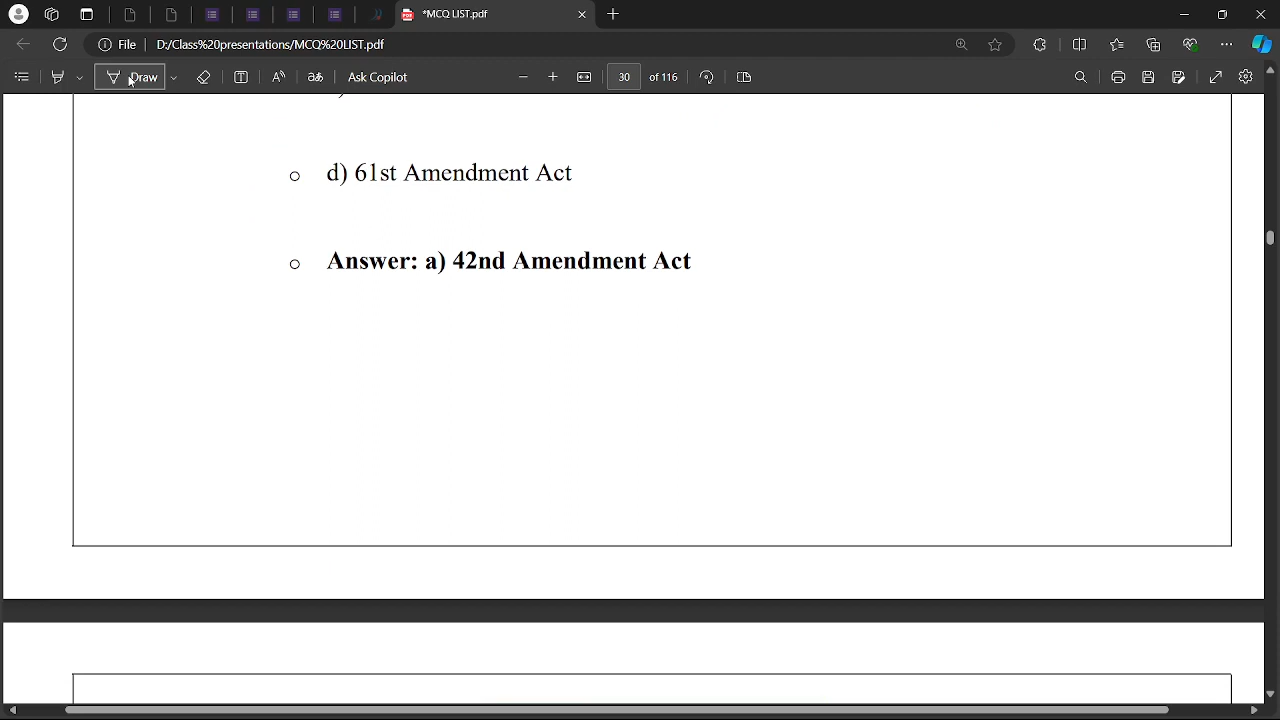 *MCQ LIST.pdf
File D:/Class%20presentations/MCQ%20LIST.pdf
Draw Ask Copilot 30 of 116
d) 61st Amendment Act
Answer: a) 42nd Amendment Act